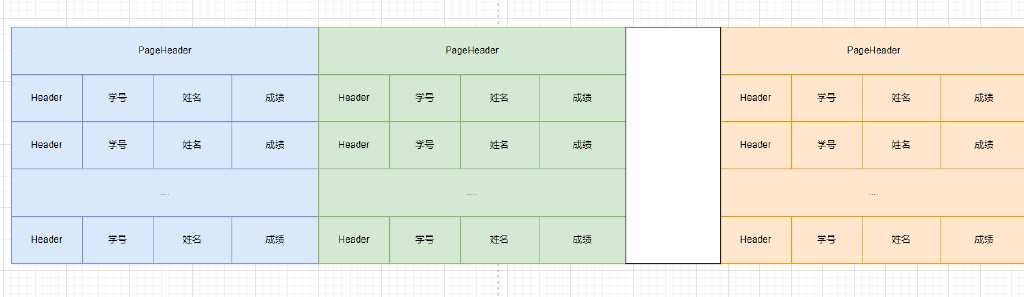 PageHeader PageHeader PageHeader
Header 学号 姓名 成绩 Header 学号 姓名 成绩 Header 学号 姓名 成绩
Header 学号 姓名 成绩 Header 学号 姓名 成绩 Header 学号 姓名 成绩
.... .... ....
Header 学号 姓名 成绩 Header 学号 姓名 成绩 Header 学号 姓名 成绩